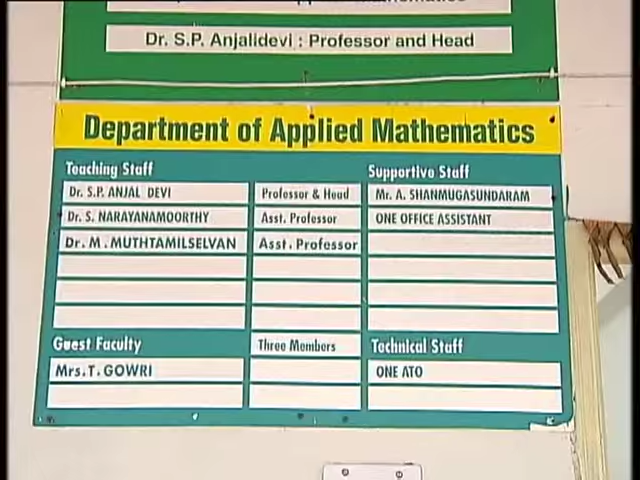 Applied Mathematics
Dr. S.P. Anjalidevi : Professor and Head
Department of Applied Mathematics
Teaching Staff
Supportive Staff
Dr. S.P. ANJAL DEVI Professor & Head Mr. A. SHANMUGASUNDARAM
Dr. S. NARAYANAMOORTHY Asst. Professor ONE OFFICE ASSISTANT
Dr. M. MUTHTAMILSELVAN Asst. Professor
Guest Faculty Three Members Technical Staff
Mrs. T. GOWRI ONE ATO